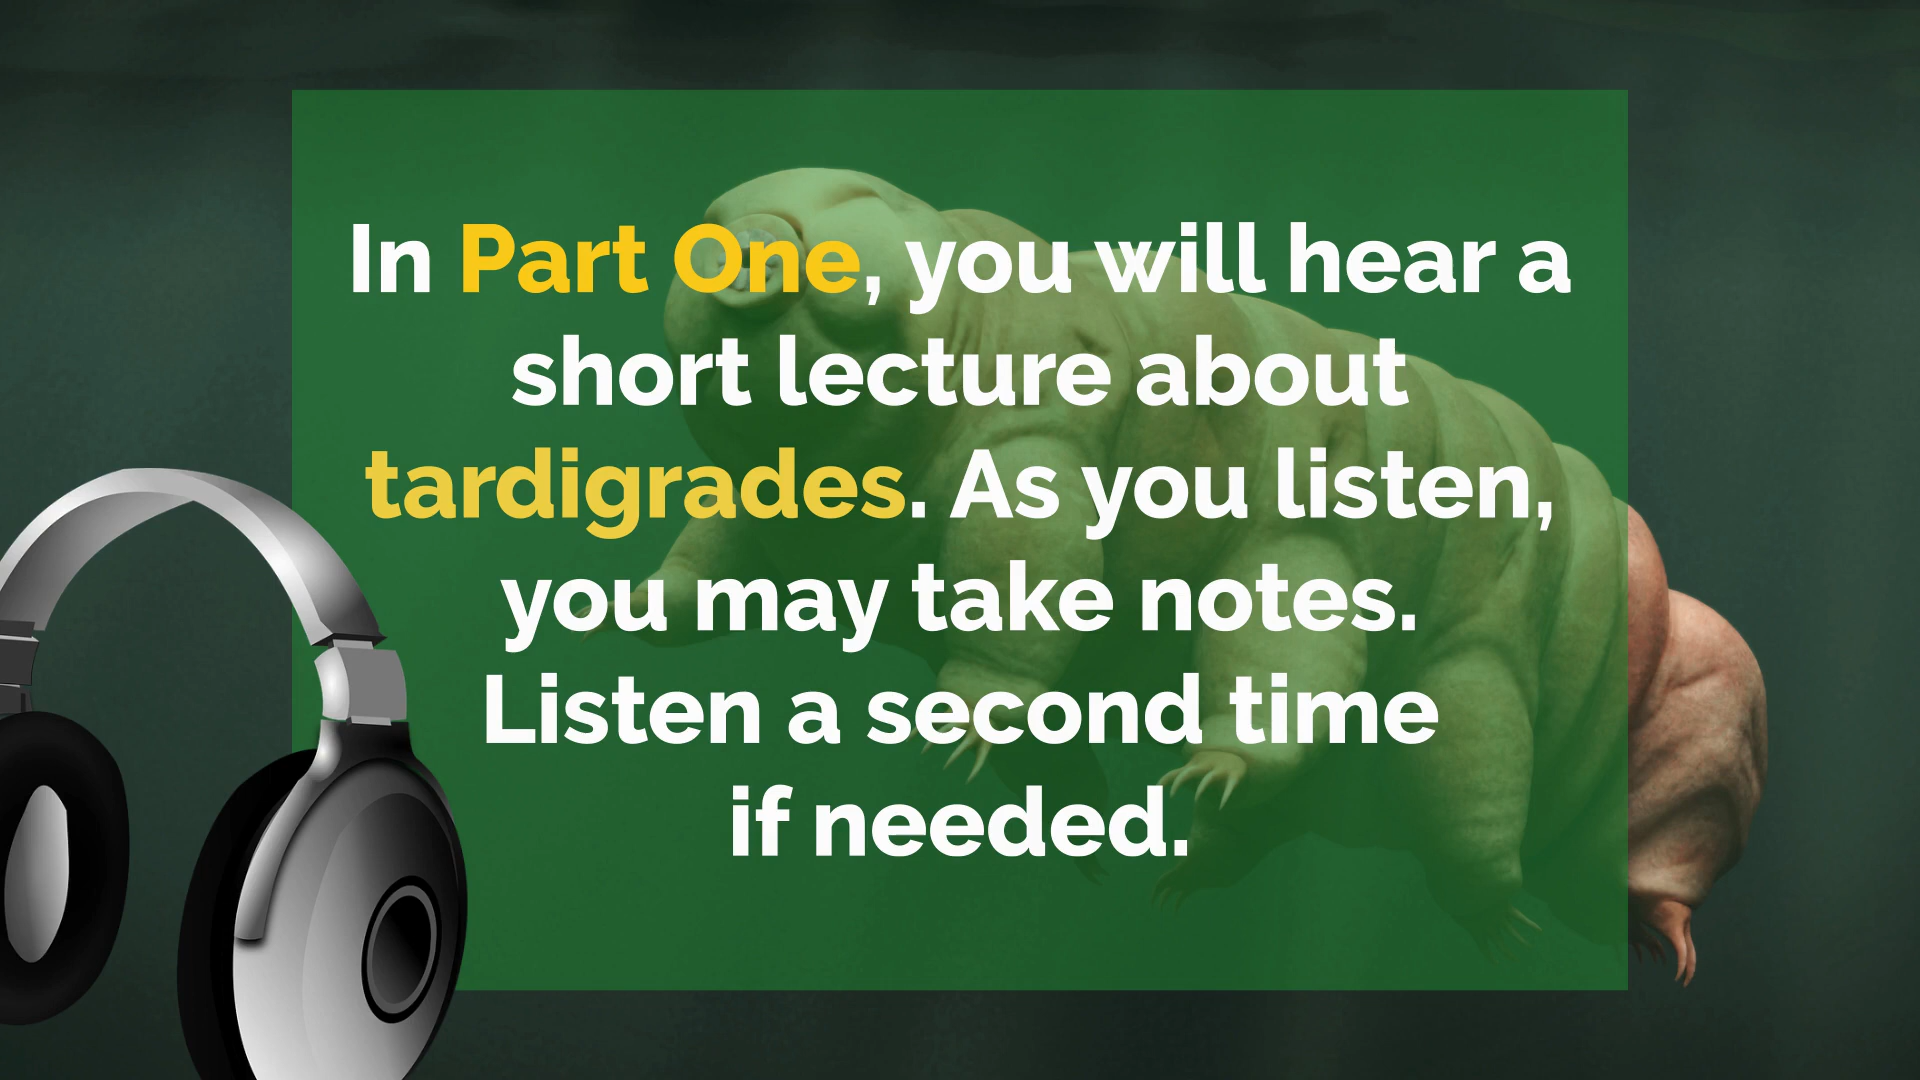 In Part One, you will hear a
short lecture about
tardigrades. As you listen,
you may take notes.
Listen a second time
if needed.